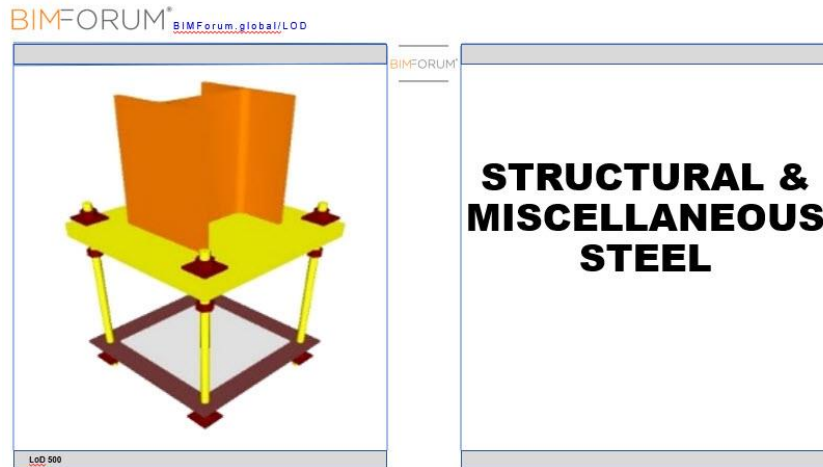 BIMFORUM® BIMForum.global/LOD
BIMFORUM®
STRUCTURAL &
MISCELLANEOUS
STEEL
LoD 500